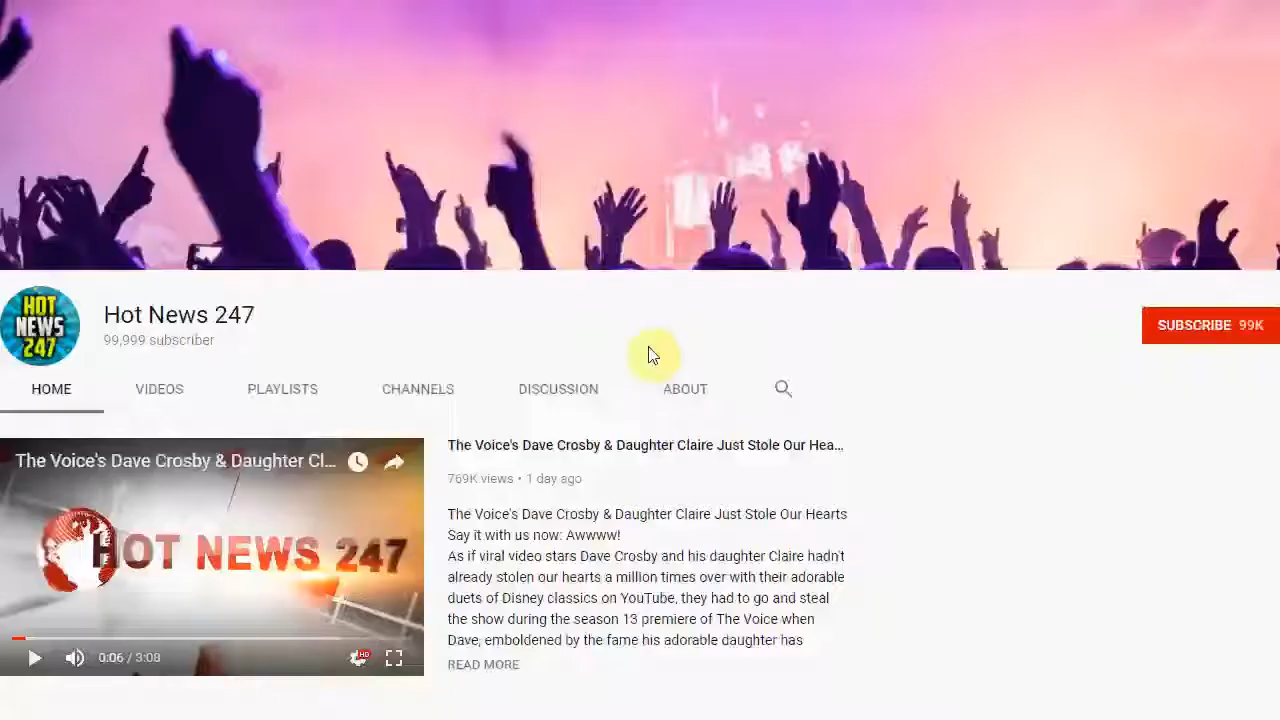 HOT
NEWS
247
Hot News 247
99,999 subscriber
SUBSCRIBE 99K
HOME VIDEOS PLAYLISTS CHANNELS DISCUSSION ABOUT
The Voice's Dave Crosby & Daughter Cl...
HOT NEWS 247
0:06 / 3:08
HD
The Voice's Dave Crosby & Daughter Claire Just Stole Our Hea...
769K views • 1 day ago
The Voice's Dave Crosby & Daughter Claire Just Stole Our Hearts
Say it with us now: Awwww!
As if viral video stars Dave Crosby and his daughter Claire hadn't
already stolen our hearts a million times over with their adorable
duets of Disney classics on YouTube, they had to go and steal
the show during the season 13 premiere of The Voice when
Dave, emboldened by the fame his adorable daughter has
READ MORE